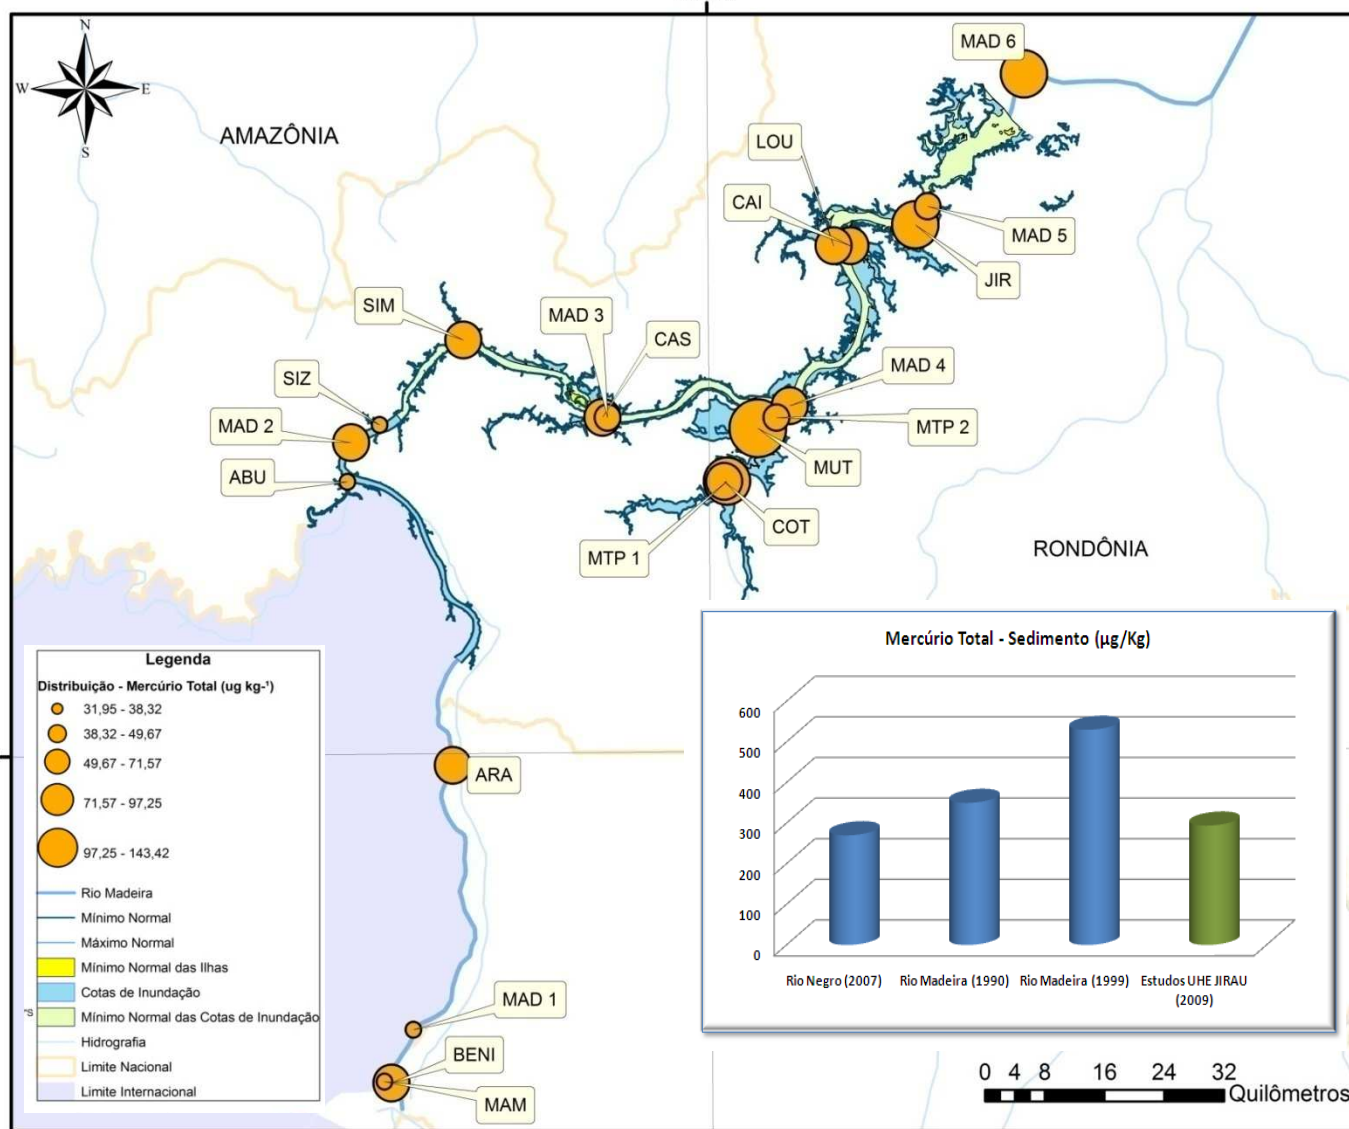 N
W
E
S
AMAZÔNIA
MAD 6
LOU
CAI
MAD 5
JIR
SIM
MAD 3
CAS
SIZ
MAD 2
ABU
MAD 4
MTP 2
MUT
COT
MTP 1
RONDÔNIA
ARA
MAD 1
BENI
MAM
Legenda
Distribuição - Mercúrio Total (ug kg-¹)
31,95 - 38,32
38,32 - 49,67
49,67 - 71,57
71,57 - 97,25
97,25 - 143,42
Rio Madeira
Mínimo Normal
Máximo Normal
Mínimo Normal das Ilhas
Cotas de Inundação
Mínimo Normal das Cotas de Inundação
Hidrografia
Limite Nacional
Limite Internacional
Mercúrio Total - Sedimento (µg/Kg)
600
500
400
300
200
100
0
Rio Negro (2007) Rio Madeira (1990) Rio Madeira (1999) Estudos UHE JIRAU
(2009)
0 4 8 16 24 32
Quilômetros